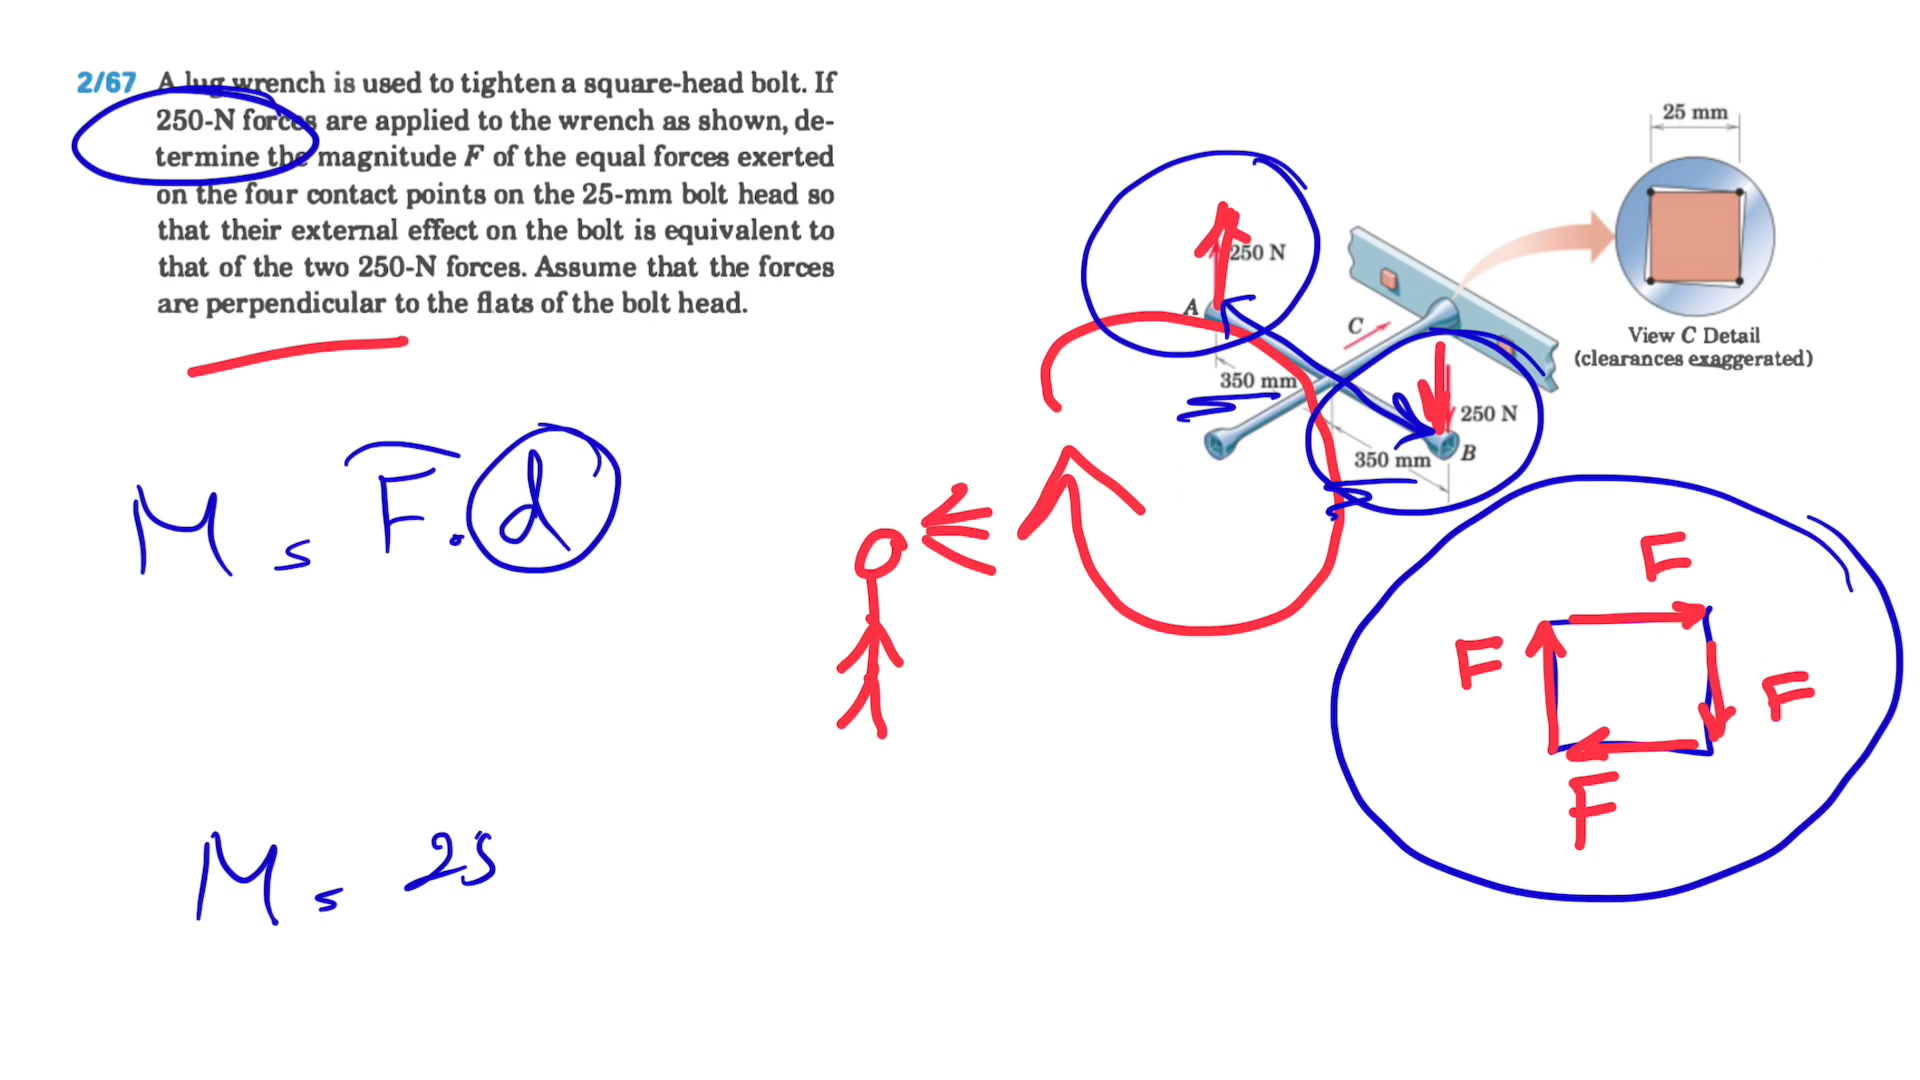 2/67 A lug wrench is used to tighten a square-head bolt. If
250-N forces are applied to the wrench as shown, de-
termine the magnitude F of the equal forces exerted
on the four contact points on the 25-mm bolt head so
that their external effect on the bolt is equivalent to
that of the two 250-N forces. Assume that the forces
are perpendicular to the flats of the bolt head.
25 mm
250 N
A
C
View C Detail
(clearances exaggerated)
350 mm
250 N
350 mm
B
M = F . d
F
F
F
F
M = 25